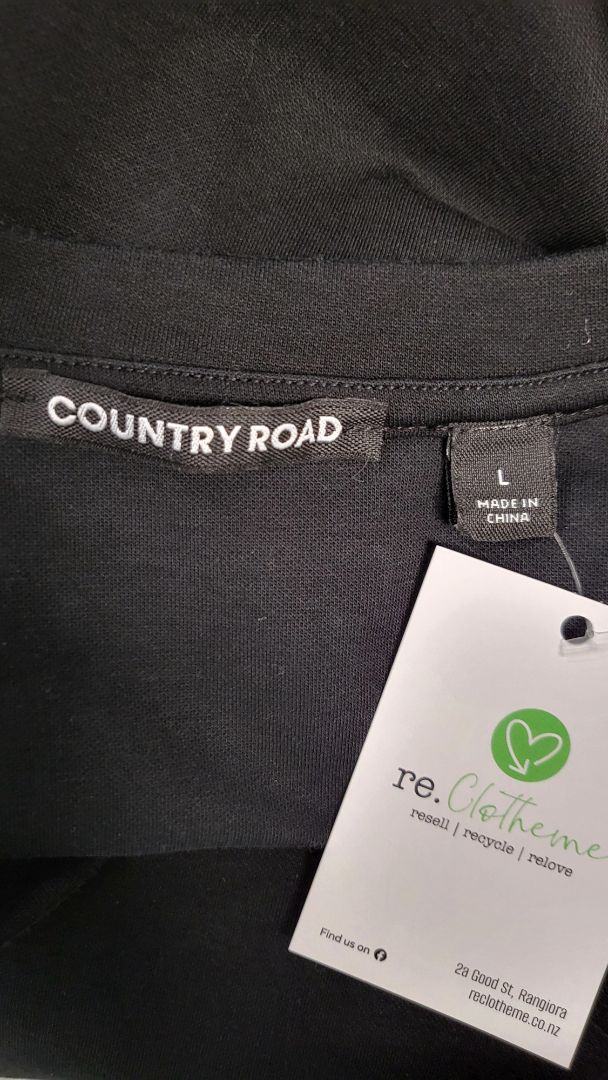 COUNTRY ROAD
L
MADE IN
CHINA
re.Clotheme
resell | recycle | relove
Find us on
2a Good St, Rangiora
reclotheme.co.nz